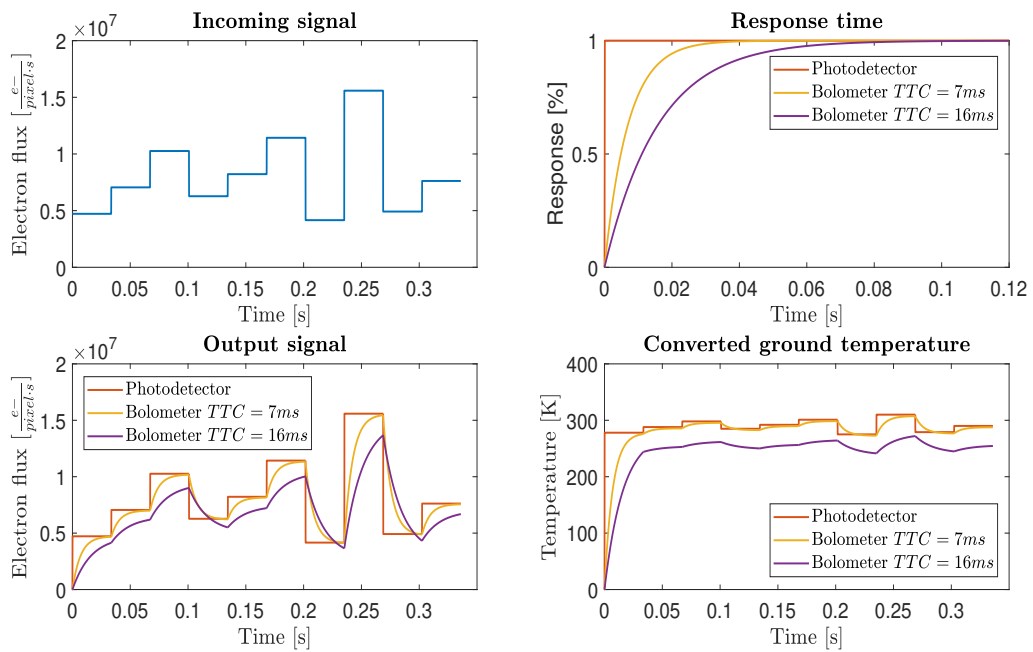 Incoming signal
×10⁷
2
1.5
1
0.5
0
Electron flux [e−/pixel·s]
0 0.05 0.1 0.15 0.2 0.25 0.3
Time [s]
Response time
1
0.5
0
Response [%]
Photodetector
Bolometer TTC = 7ms
Bolometer TTC = 16ms
0 0.02 0.04 0.06 0.08 0.1 0.12
Time [s]
Output signal
×10⁷
2
1.5
1
0.5
0
Electron flux [e−/pixel·s]
Photodetector
Bolometer TTC = 7ms
Bolometer TTC = 16ms
0 0.05 0.1 0.15 0.2 0.25 0.3
Time [s]
Converted ground temperature
400
300
200
100
0
Temperature [K]
Photodetector
Bolometer TTC = 7ms
Bolometer TTC = 16ms
0 0.05 0.1 0.15 0.2 0.25 0.3
Time [s]